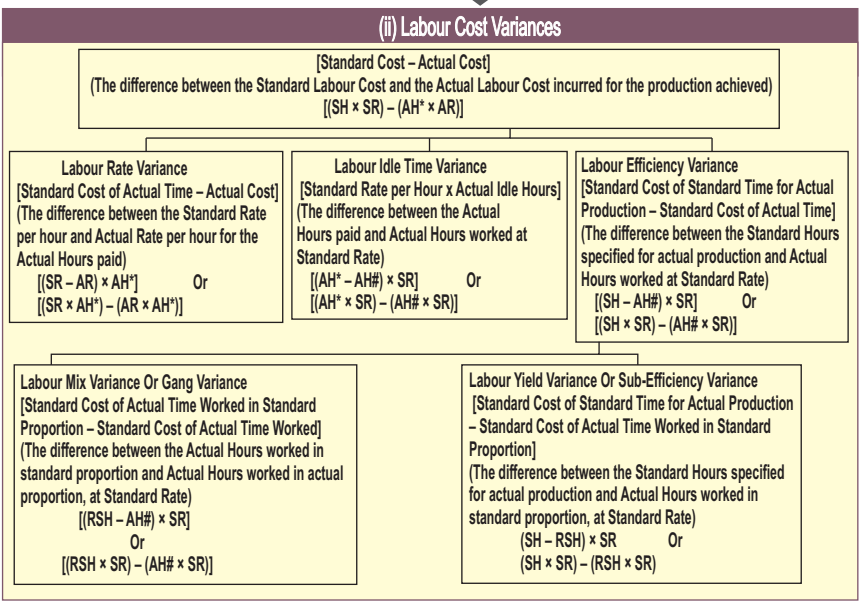 (ii) Labour Cost Variances
[Standard Cost – Actual Cost]
(The difference between the Standard Labour Cost and the Actual Labour Cost incurred for the production achieved)
[(SH × SR) – (AH* × AR)]
Labour Rate Variance
[Standard Cost of Actual Time – Actual Cost]
(The difference between the Standard Rate
per hour and Actual Rate per hour for the
Actual Hours paid)
[(SR – AR) × AH*] Or
[(SR × AH*) – (AR × AH*)]
Labour Idle Time Variance
[Standard Rate per Hour x Actual Idle Hours]
(The difference between the Actual
Hours paid and Actual Hours worked at
Standard Rate)
[(AH* – AH#) × SR] Or
[(AH* × SR) – (AH# × SR)]
Labour Efficiency Variance
[Standard Cost of Standard Time for Actual
Production – Standard Cost of Actual Time]
(The difference between the Standard Hours
specified for actual production and Actual
Hours worked at Standard Rate)
[(SH – AH#) × SR] Or
[(SH × SR) – (AH# × SR)]
Labour Mix Variance Or Gang Variance
[Standard Cost of Actual Time Worked in Standard
Proportion – Standard Cost of Actual Time Worked]
(The difference between the Actual Hours worked in
standard proportion and Actual Hours worked in actual
proportion, at Standard Rate)
[(RSH – AH#) × SR]
Or
[(RSH × SR) – (AH# × SR)]
Labour Yield Variance Or Sub-Efficiency Variance
[Standard Cost of Standard Time for Actual Production
– Standard Cost of Actual Time Worked in Standard
Proportion]
(The difference between the Standard Hours specified
for actual production and Actual Hours worked in
standard proportion, at Standard Rate)
(SH – RSH) × SR Or
(SH × SR) – (RSH × SR)